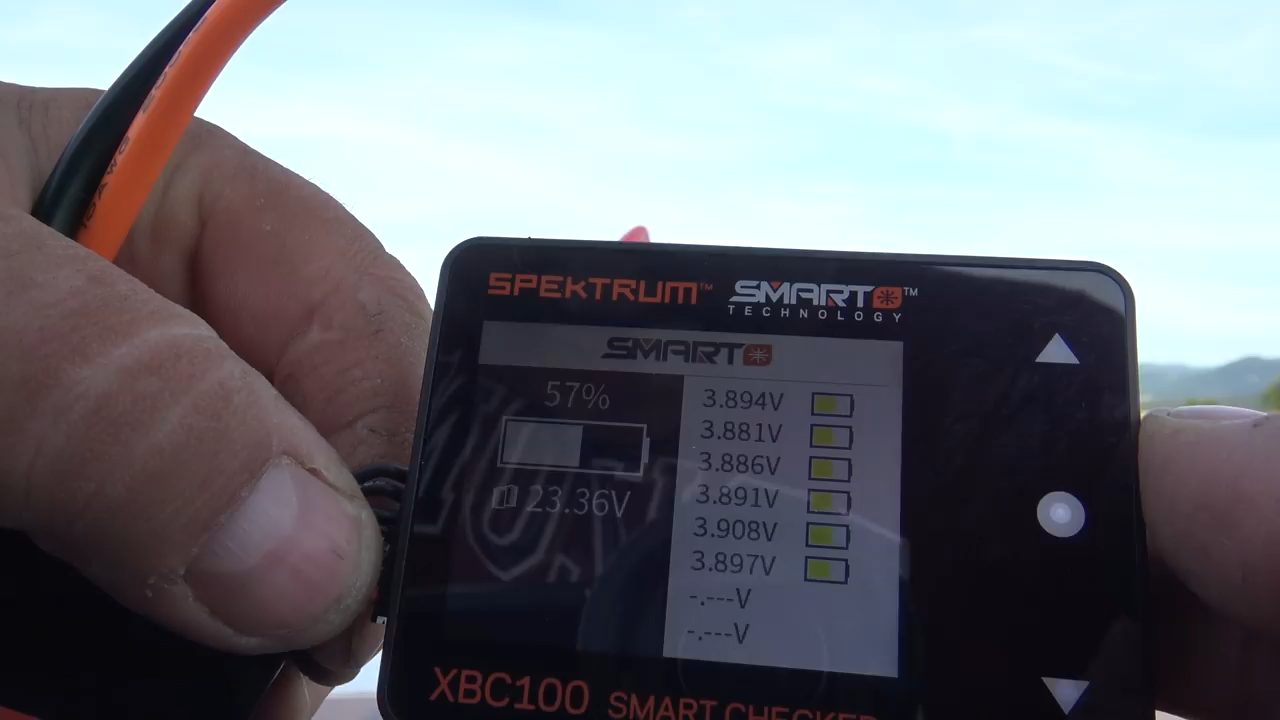 SPEKTRUM™ SMART™
TECHNOLOGY
SMART
57%
23.36V
3.894V
3.881V
3.886V
3.891V
3.908V
3.897V
-.---V
-.---V
XBC100 SMART CHECKER